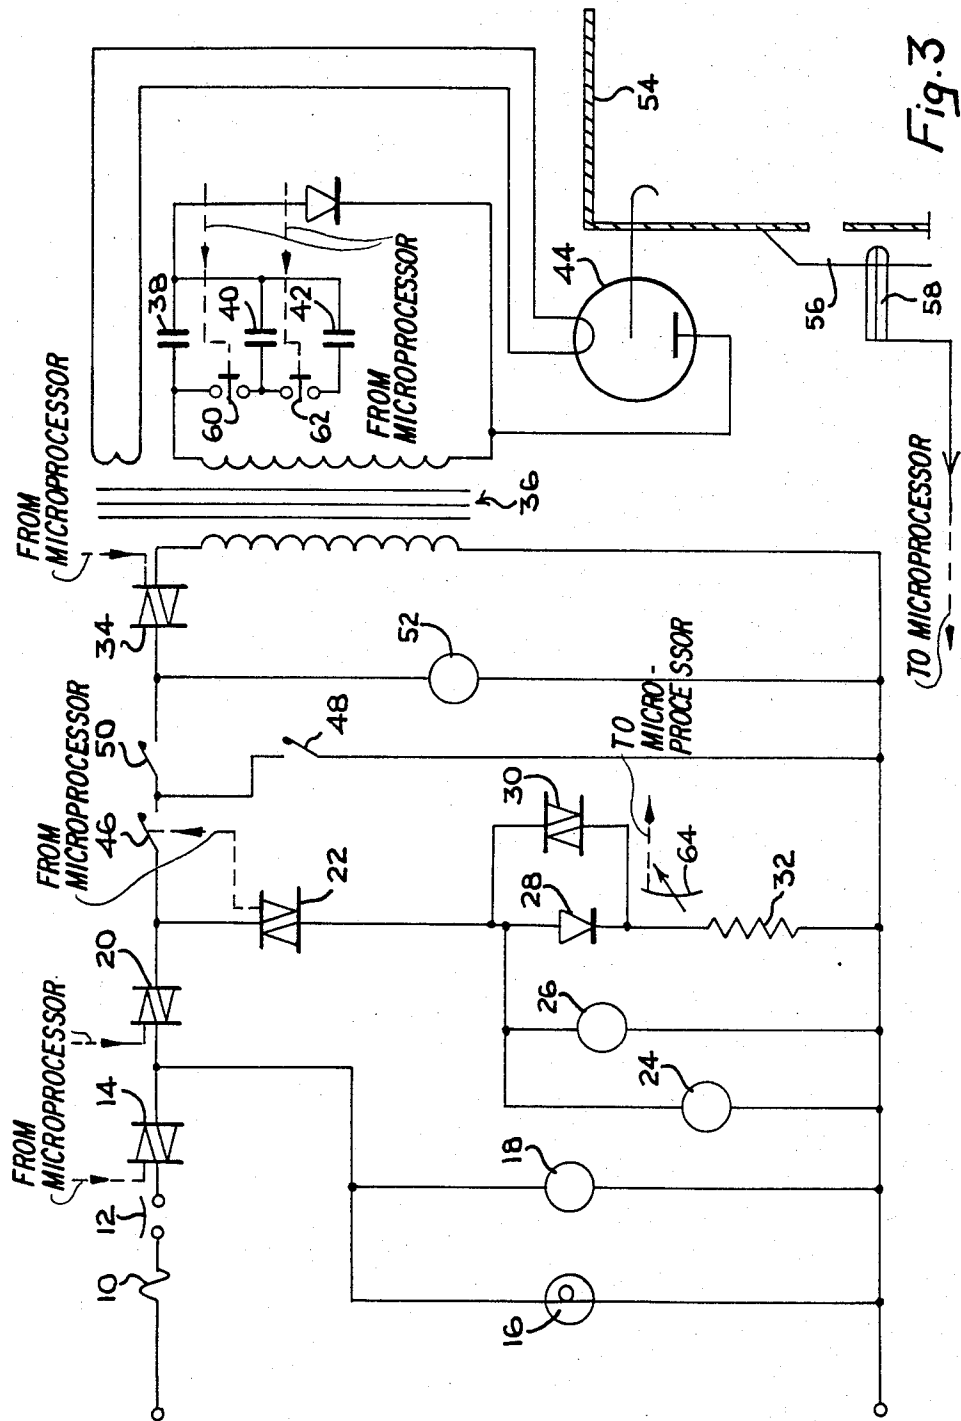 FROM
MICROPROCESSOR
FROM
MICROPROCESSOR
FROM
MICROPROCESSOR
FROM
MICROPROCESSOR
10
12
14
20
46
50
34
38
40
42
60
62
FROM
MICROPROCESSOR
22
48
52
36
44
54
16
18
24
26
28
30
32
64
TO
MICRO-
PROCESSOR
56
58
TO MICROPROCESSOR
Fig. 3